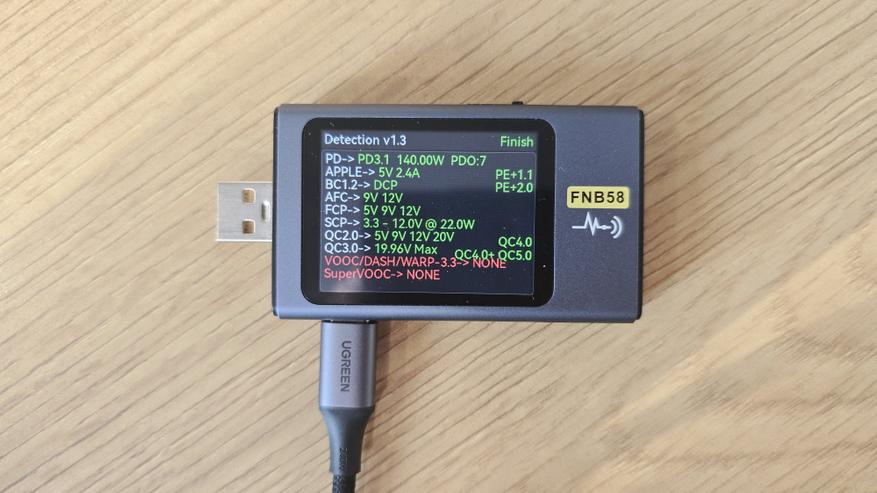 Detection v1.3 Finish
PD-> PD3.1 140.00W PDO:7
APPLE-> 5V 2.4A PE+1.1
BC1.2-> DCP PE+2.0
AFC-> 9V 12V
FCP-> 5V 9V 12V
SCP-> 3.3 - 12.0V @ 22.0W
QC2.0-> 5V 9V 12V 20V QC4.0
QC3.0-> 19.96V Max QC4.0+ QC5.0
VOOC/DASH/WARP-3.3-> NONE
SuperVOOC-> NONE
FNB58
UGREEN